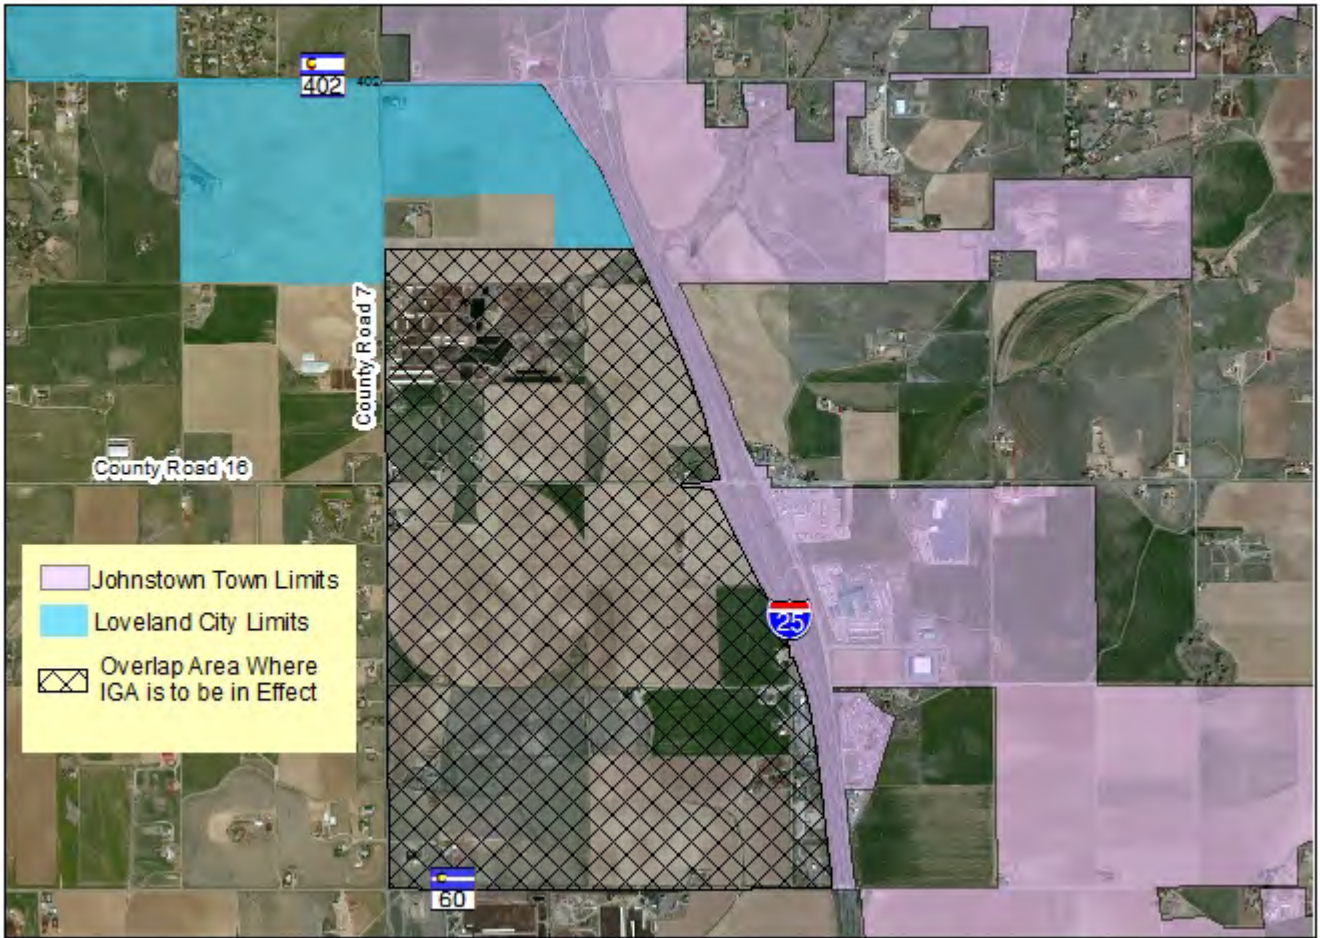 402
402
County Road 7
County Road 16
Johnstown Town Limits
Loveland City Limits
Overlap Area Where
IGA is to be in Effect
25
60